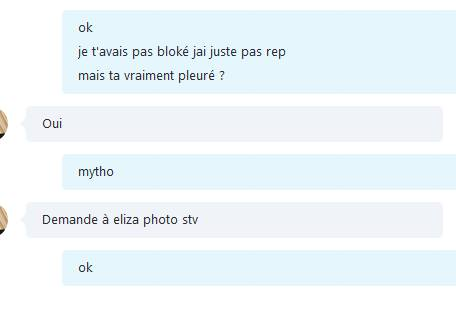 ok
je t'avais pas bloké jai juste pas rep
mais ta vraiment pleuré ?
Oui
mytho
Demande à eliza photo stv
ok